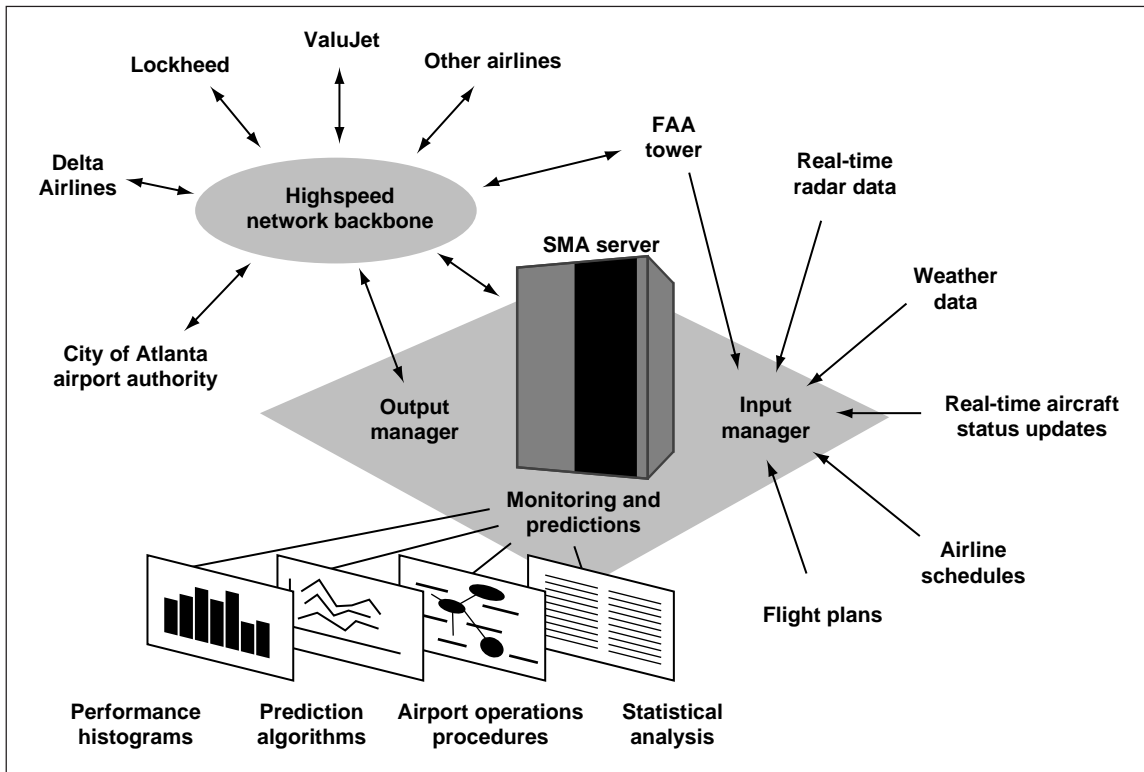 ValuJet
Lockheed
Other airlines
FAA
tower
Delta
Airlines
Real-time
radar data
Highspeed
network backbone
SMA server
Weather
data
City of Atlanta
airport authority
Output
manager
Input
manager
Real-time aircraft
status updates
Monitoring and
predictions
Airline
schedules
Flight plans
Performance
histograms
Prediction
algorithms
Airport operations
procedures
Statistical
analysis